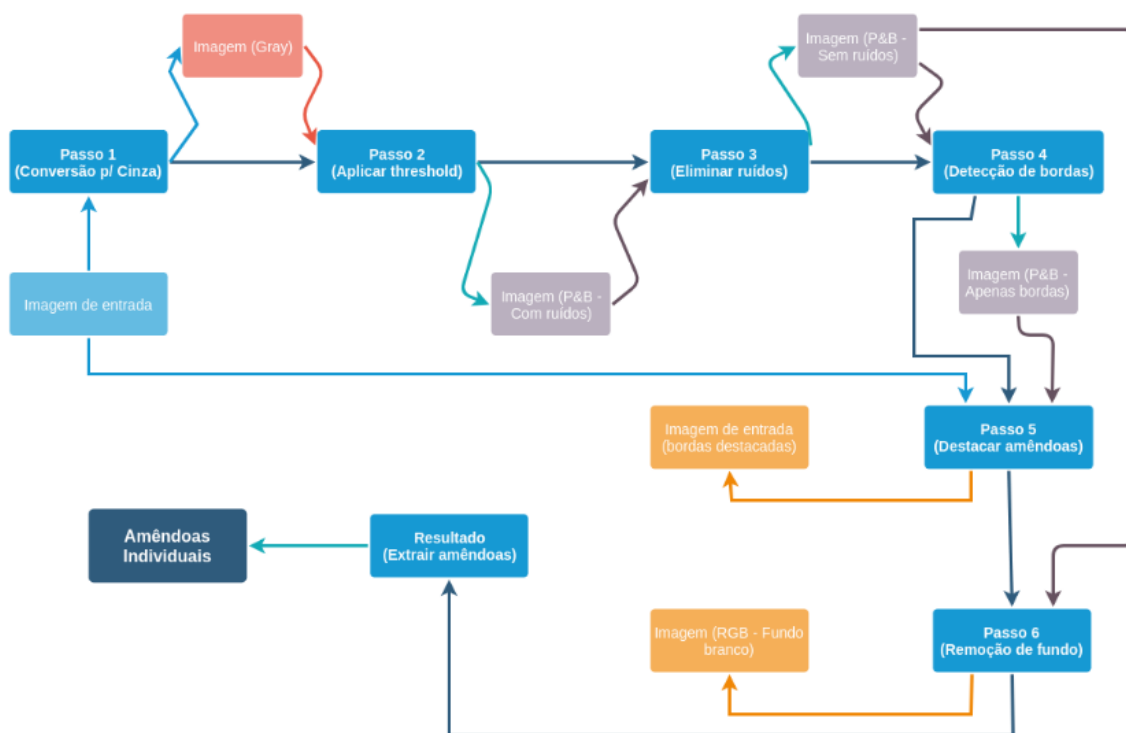 Imagem (Gray)
Imagem (P&B -
Sem ruídos)
Passo 1
(Conversão p/ Cinza)
Passo 2
(Aplicar threshold)
Passo 3
(Eliminar ruídos)
Passo 4
(Detecção de bordas)
Imagem de entrada
Imagem (P&B -
Com ruídos)
Imagem (P&B -
Apenas bordas)
Imagem de entrada
(bordas destacadas)
Passo 5
(Destacar amêndoas)
Amêndoas
Individuais
Resultado
(Extrair amêndoas)
Imagem (RGB - Fundo
branco)
Passo 6
(Remoção de fundo)